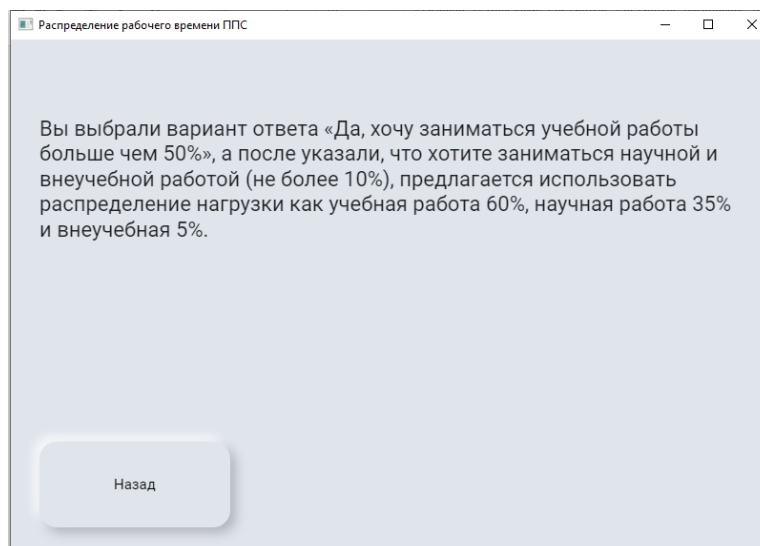 Распределение рабочего времени ППС
Вы выбрали вариант ответа «Да, хочу заниматься учебной работы
больше чем 50%», а после указали, что хотите заниматься научной и
внеучебной работой (не более 10%), предлагается использовать
распределение нагрузки как учебная работа 60%, научная работа 35%
и внеучебная 5%.
Назад